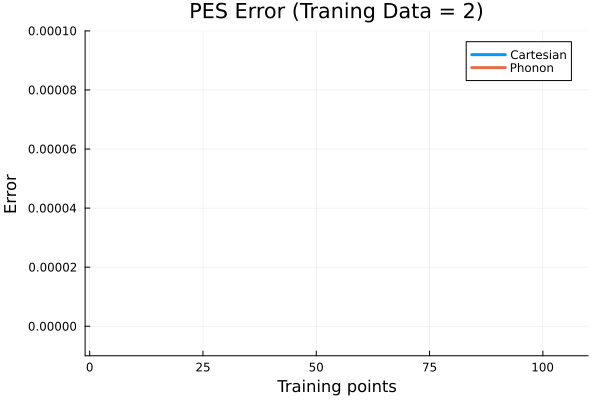 PES Error (Traning Data = 2)
0.00010
Cartesian
Phonon
0.00008
0.00006
Error
0.00004
0.00002
0.00000
0 25 50 75 100
Training points